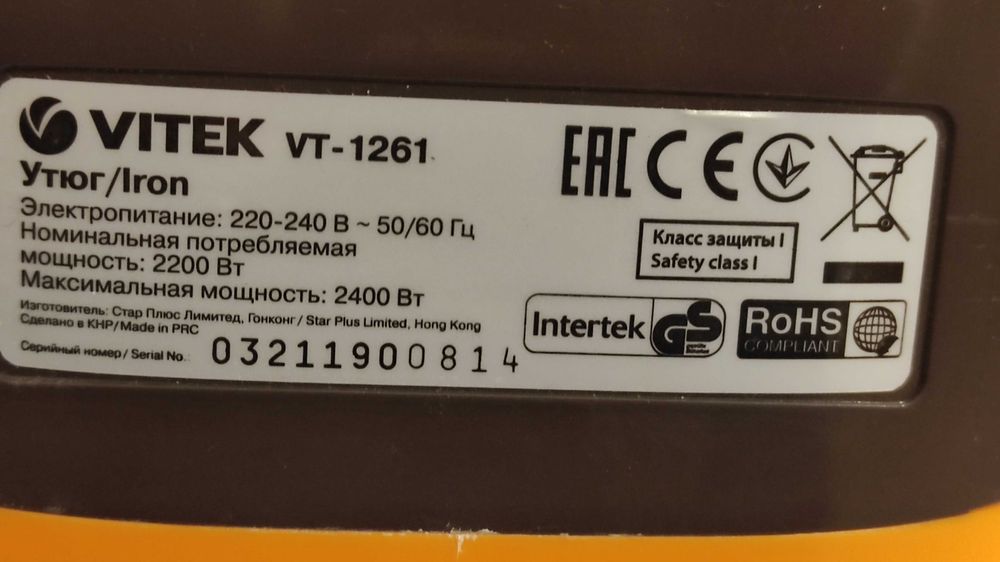 VITEK VT-1261
Утюг/Iron
Электропитание: 220-240 В ~ 50/60 Гц
Номинальная потребляемая
мощность: 2200 Вт
Максимальная мощность: 2400 Вт
Изготовитель: Стар Плюс Лимитед, Гонконг / Star Plus Limited, Hong Kong
Сделано в КНР/Made in PRC
Серийный номер / Serial No. 03211900814
EAC CE
Класс защиты I
Safety class I
Intertek GS
RoHS
COMPLIANT